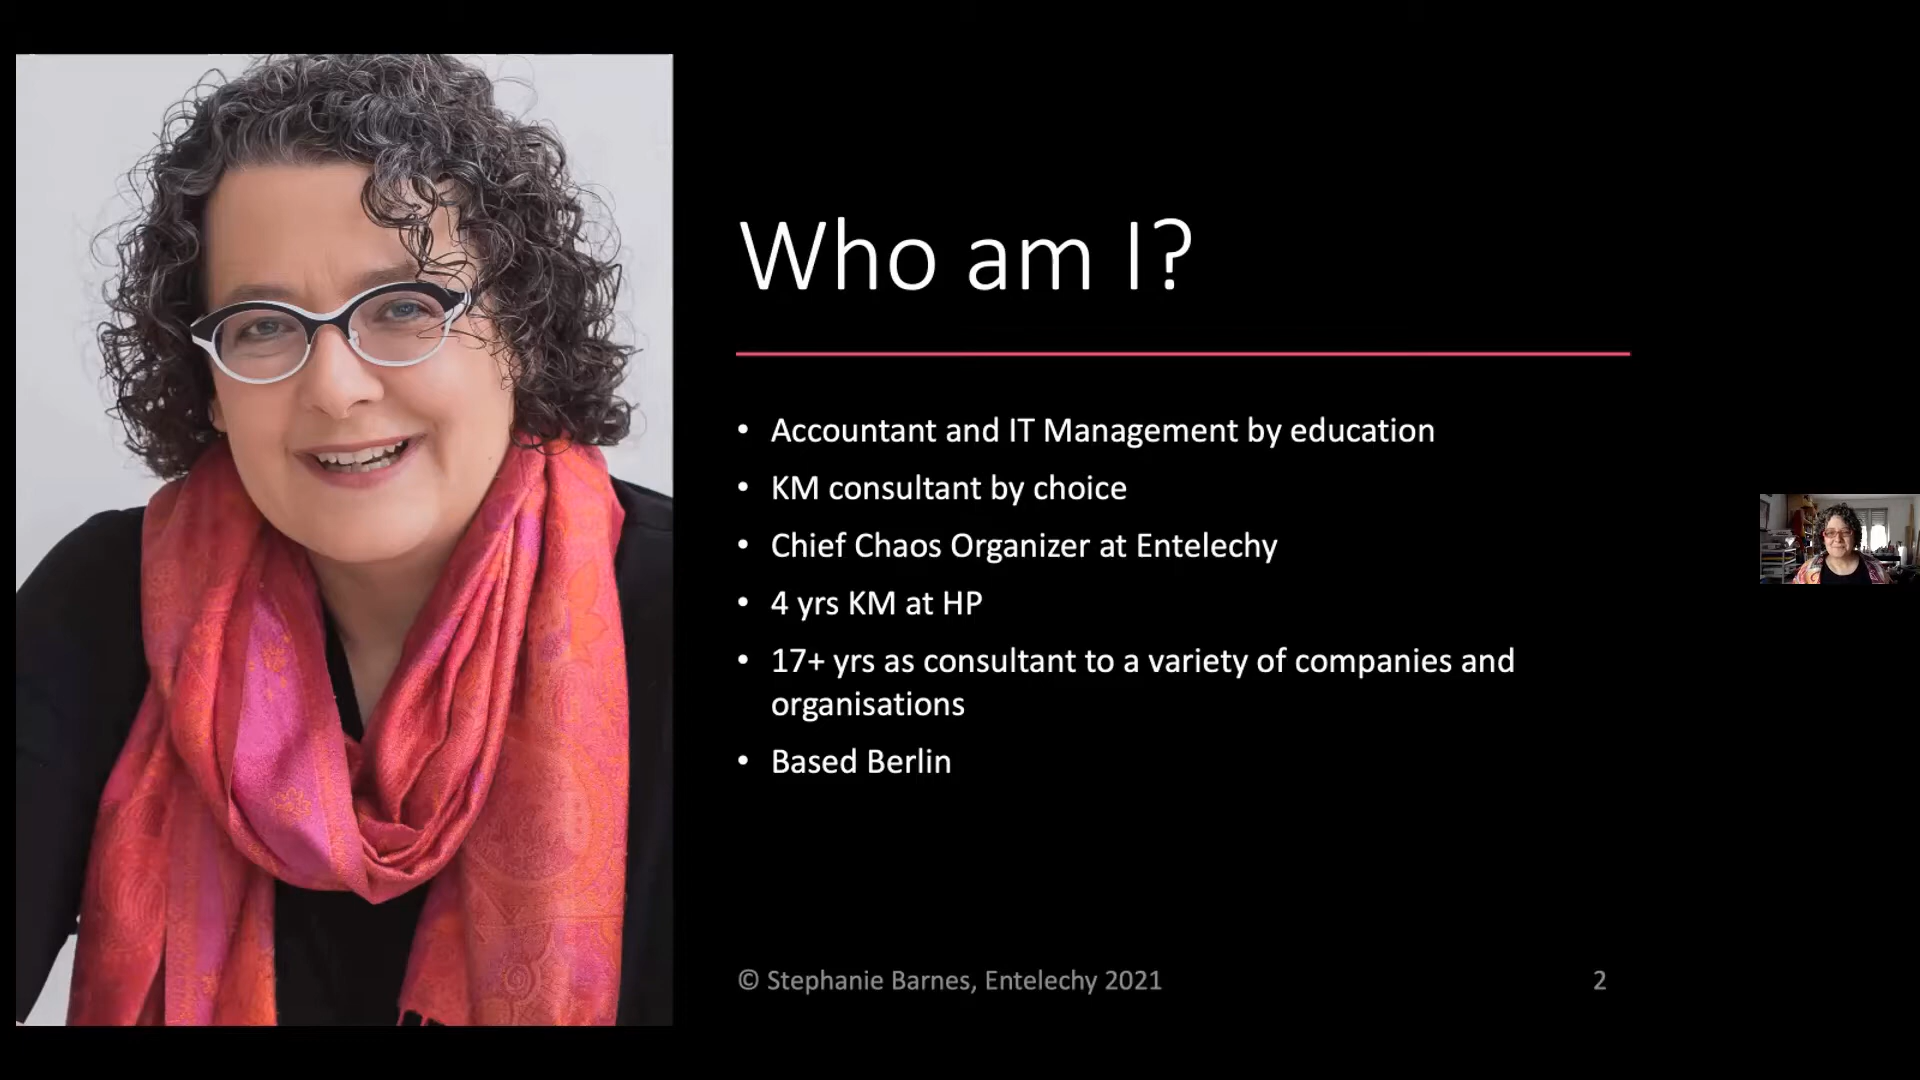 Who am I?
• Accountant and IT Management by education
• KM consultant by choice
• Chief Chaos Organizer at Entelechy
• 4 yrs KM at HP
• 17+ yrs as consultant to a variety of companies and
organisations
• Based Berlin
© Stephanie Barnes, Entelechy 2021
2